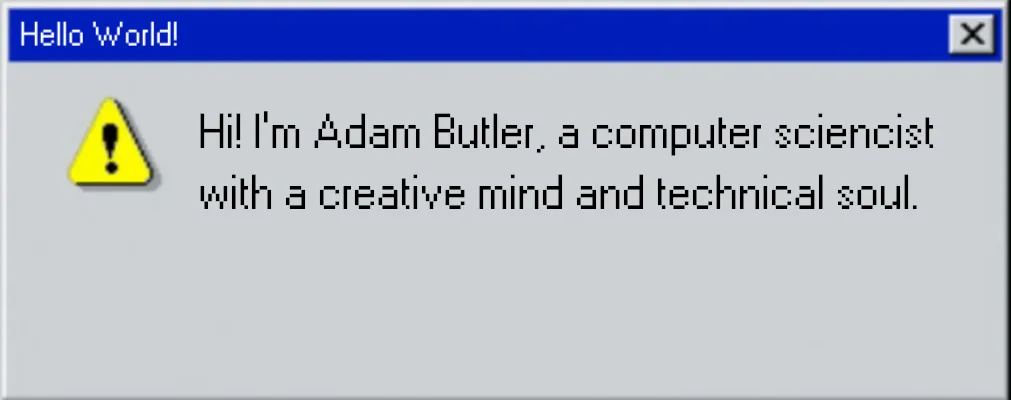 Hello World!
Hi! I'm Adam Butler, a computer sciencist
with a creative mind and technical soul.